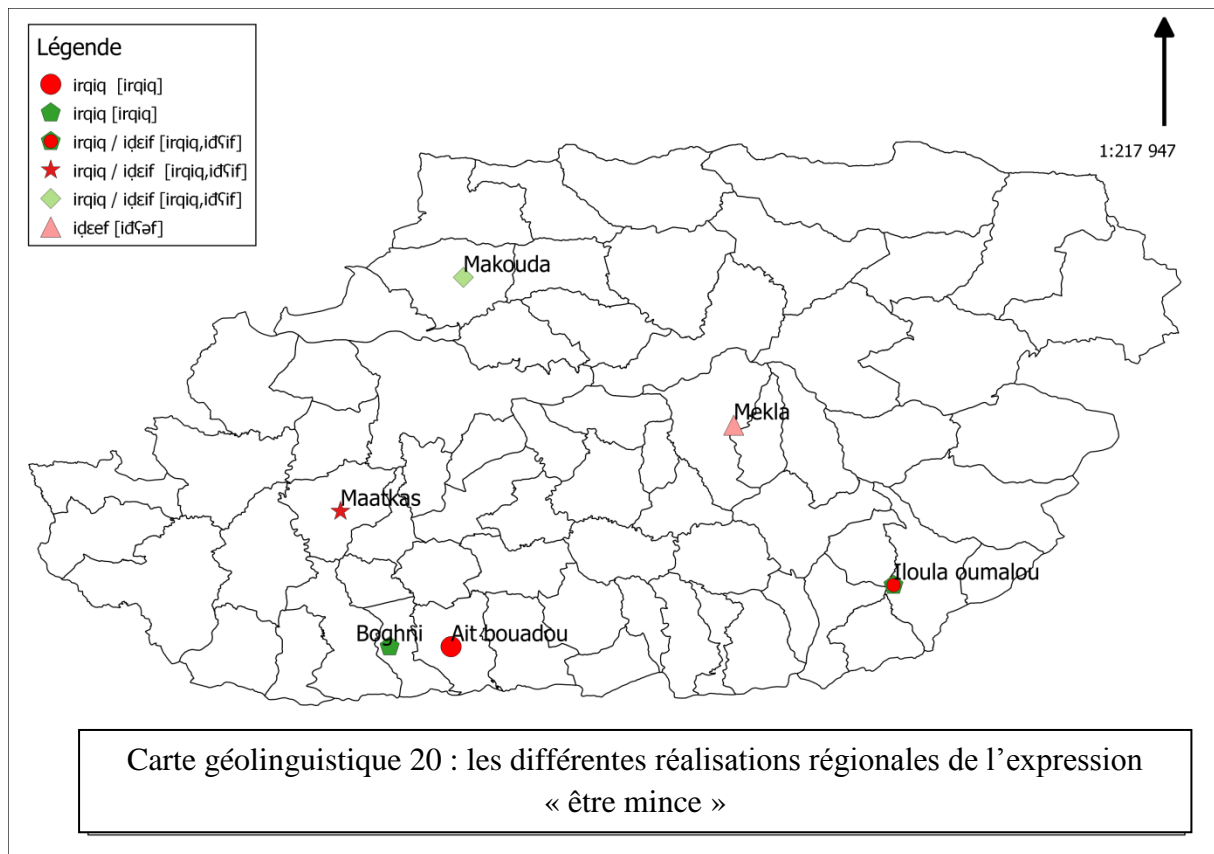 Légende
irqiq [irqiq]
irqiq [irqiq]
irqiq / iḍɛif [irqiq,iđʕif]
irqiq / iḍɛif [irqiq,iđʕif]
irqiq / iḍɛif [irqiq,iđʕif]
iḍɛef [iđʕəf]
1:217 947
Makouda
Mekla
Maatkas
Iloula oumalou
Boghni
Ait bouadou
Carte géolinguistique 20 : les différentes réalisations régionales de l’expression
« être mince »